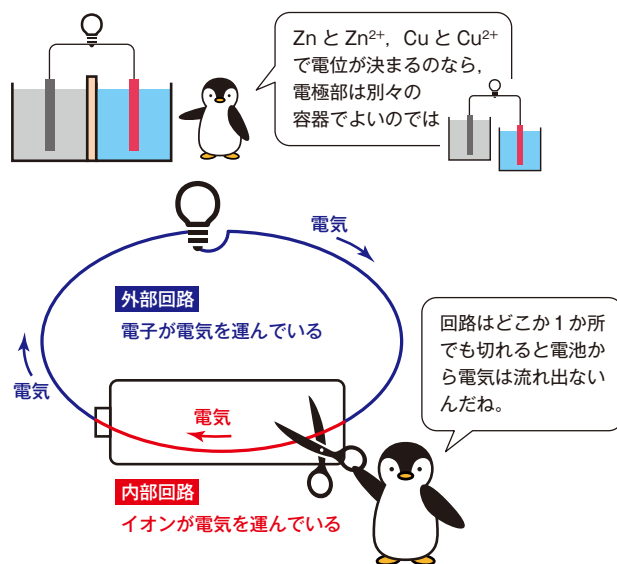 Zn と Zn²⁺，Cu と Cu²⁺
で電位が決まるのなら，
電極部は別々の
容器でよいのでは
電気
外部回路
電子が電気を運んでいる
電気
電気
内部回路
イオンが電気を運んでいる
回路はどこか 1 か所
でも切れると電池か
ら電気は流れ出ない
んだね。